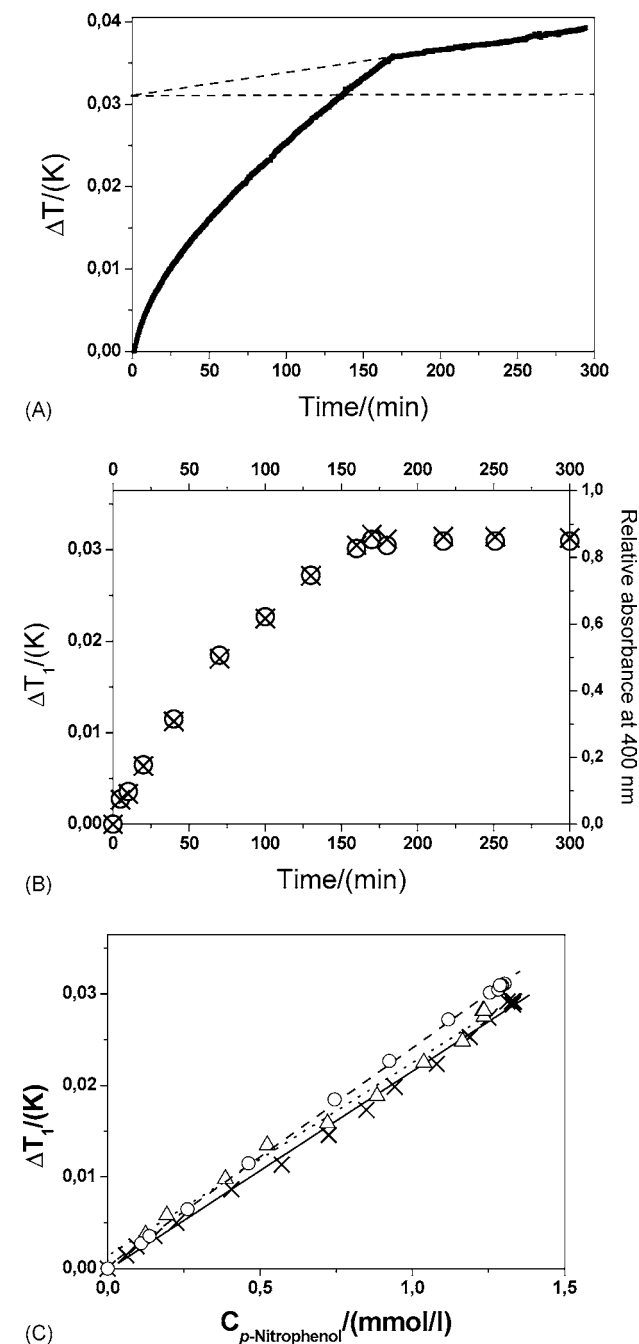 0,04
0,03
0,02
0,01
0,00
ΔT/(K)
0 50 100 150 200 250 300
Time/(min)
(A)
0 50 100 150 200 250 300
0,03
0,02
0,01
0,00
ΔT1/(K)
1,0
0,8
0,6
0,4
0,2
0,0
Relative absorbance at 400 nm
0 50 100 150 200 250 300
Time/(min)
(B)
0,03
0,02
0,01
0,00
ΔT1/(K)
0,0 0,5 1,0 1,5
C p-Nitrophenol/(mmol/l)
(C)